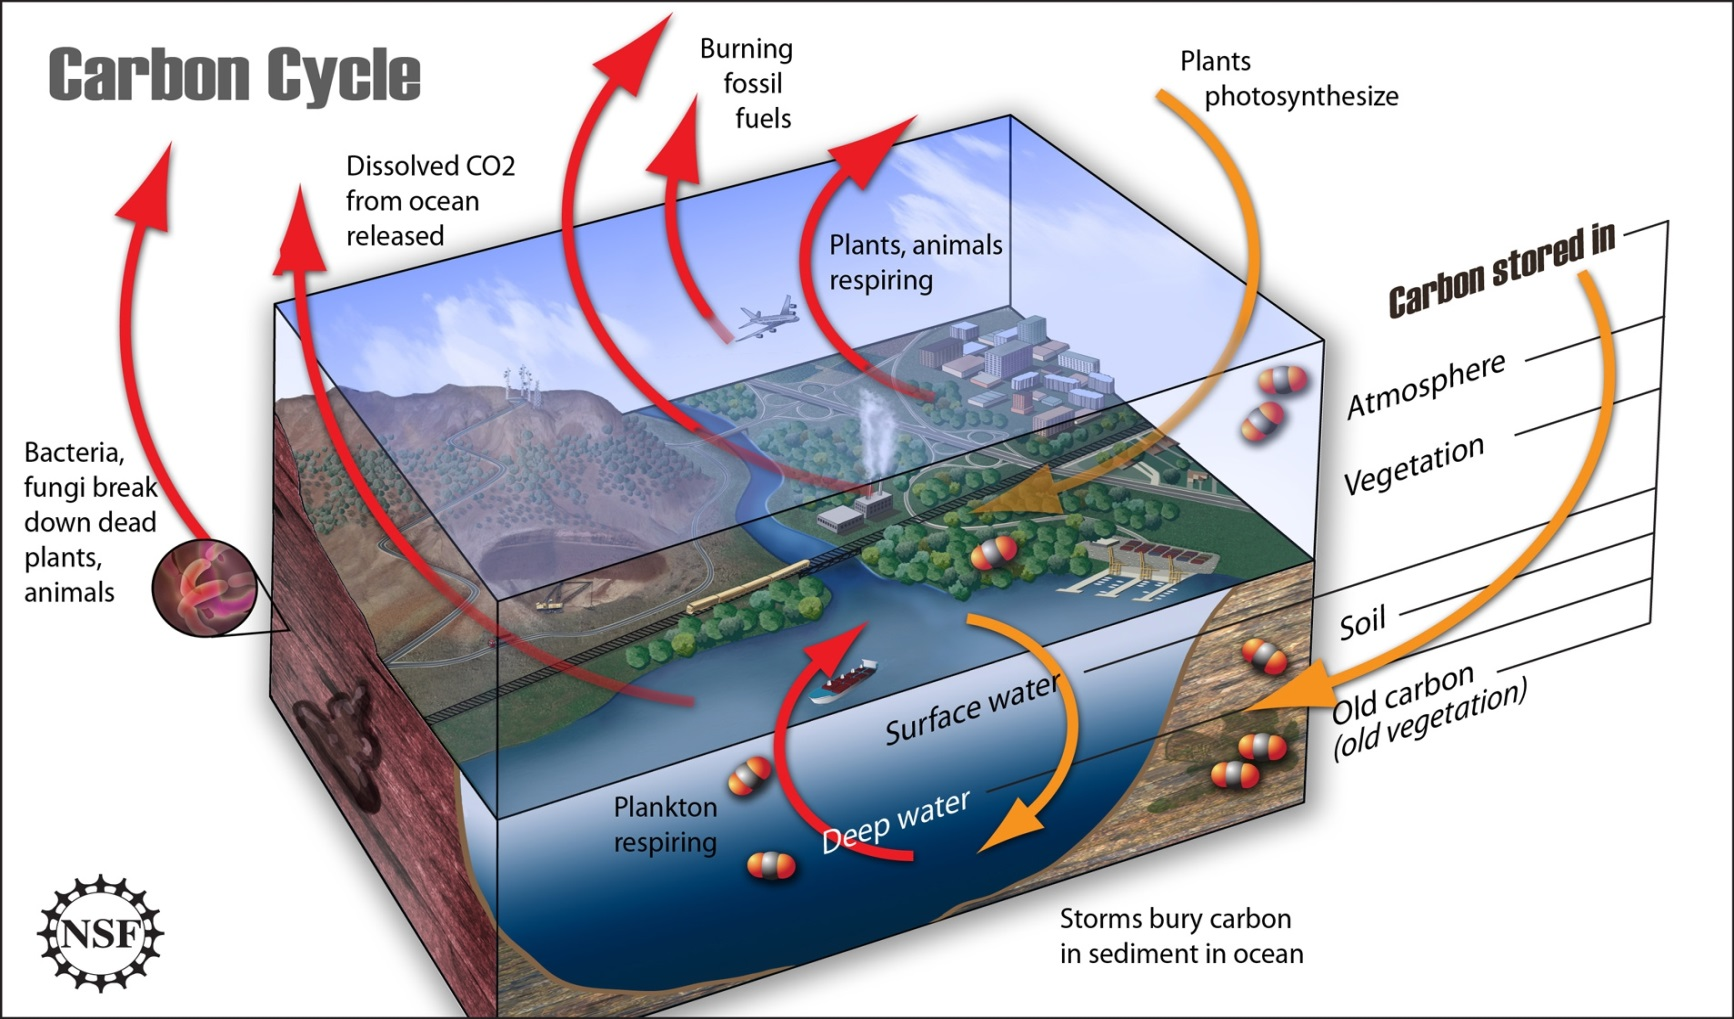 Carbon Cycle
Burning
fossil
fuels
Plants
photosynthesize
Dissolved CO2
from ocean
released
Plants, animals
respiring
Carbon stored in
Atmosphere
Vegetation
Bacteria,
fungi break
down dead
plants,
animals
Soil
Old carbon
(old vegetation)
Surface water
Deep water
Plankton
respiring
Storms bury carbon
in sediment in ocean
NSF